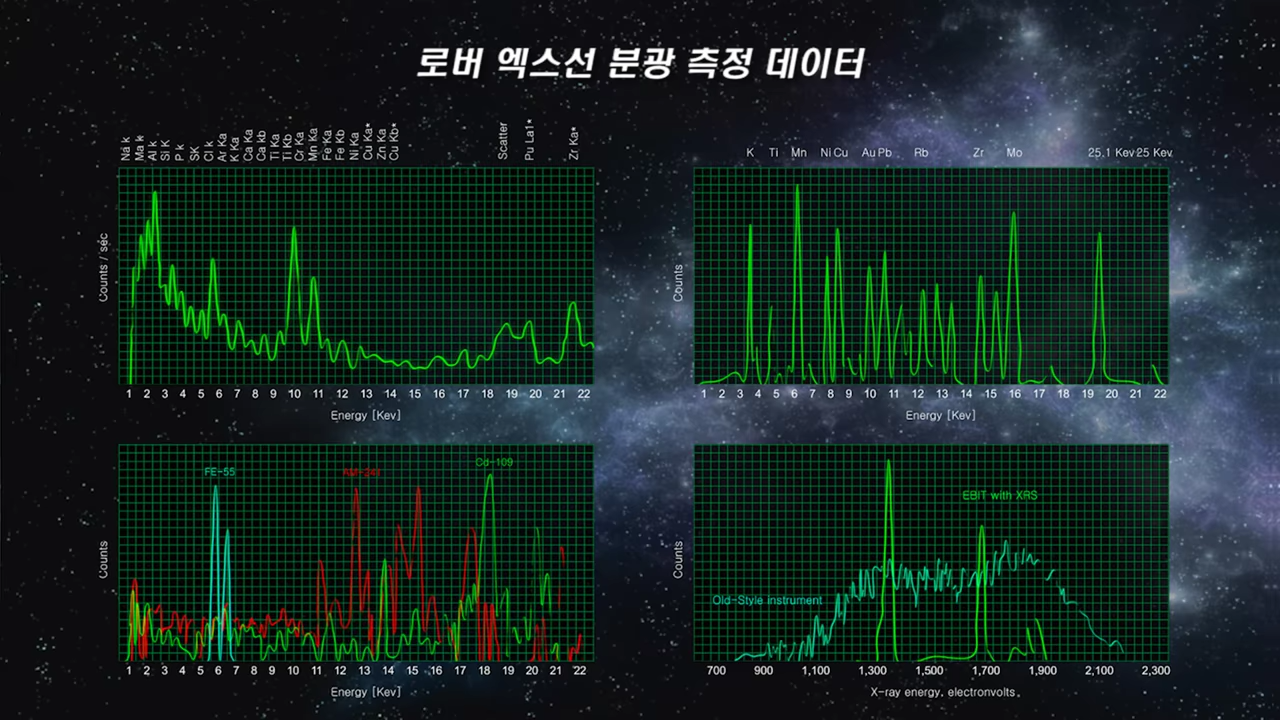 로버 엑스선 분광 측정 데이터
Na k Ma k Al k Si K P k SK Cl k Ar Ka K Ka Ca Ka Ca kb Ti Ka Ti Kb Cr Ka Mn Ka Fe Ka Fe Kb Ni Ka Cu Ka* Zn Ka Cu Kb* Scatter Pu La1* Zr Ka*
Counts / sec
1 2 3 4 5 6 7 8 9 10 11 12 13 14 15 16 17 18 19 20 21 22
Energy [Kev]
K Ti Mn Ni Cu Au Pb Rb Zr Mo 25.1 Kev 25 Kev
Counts
1 2 3 4 5 6 7 8 9 10 11 12 13 14 15 16 17 18 19 20 21 22
Energy [Kev]
FE-55 Cd-109
Counts
1 2 3 4 5 6 7 8 9 10 11 12 13 14 15 16 17 18 19 20 21 22
Energy [Kev]
EBIT with XRS
Old-Style instrument
Counts
700 900 1,100 1,300 1,500 1,700 1,900 2,100 2,300
X-ray energy. electronvolts.